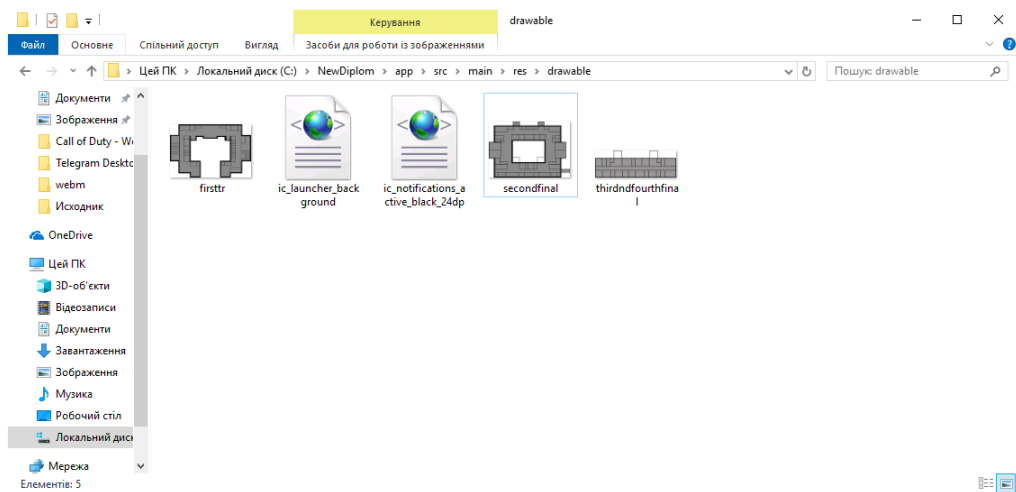 Керування
drawable
Файл
Основне
Спільний доступ
Вигляд
Засоби для роботи із зображеннями
Цей ПК › Локальний диск (C:) › NewDiplom › app › src › main › res › drawable
Пошук: drawable
Документи
Зображення
Call of Duty - W
Telegram Deskto
webm
Исходник
OneDrive
Цей ПК
3D-об'єкти
Відеозаписи
Документи
Завантаження
Зображення
Музика
Робочий стіл
Локальний диск
Мережа
firsttr
ic_launcher_back
ground
ic_notifications_a
ctive_black_24dp
secondfinal
thirdndfourthfina
l
Елементів: 5